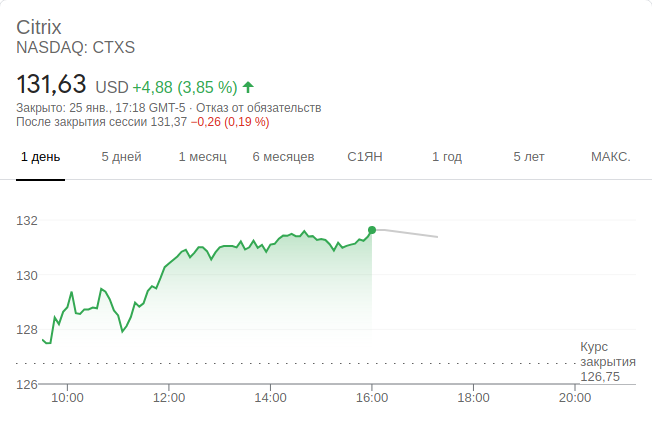 Citrix
NASDAQ: CTXS
131,63 USD +4,88 (3,85 %)
Закрыто: 25 янв., 17:18 GMT-5 · Отказ от обязательств
После закрытия сессии 131,37 −0,26 (0,19 %)
1 день 5 дней 1 месяц 6 месяцев С1ЯН 1 год 5 лет МАКС.
132
130
128
Курс
закрытия
126,75
126
10:00 12:00 14:00 16:00 18:00 20:00